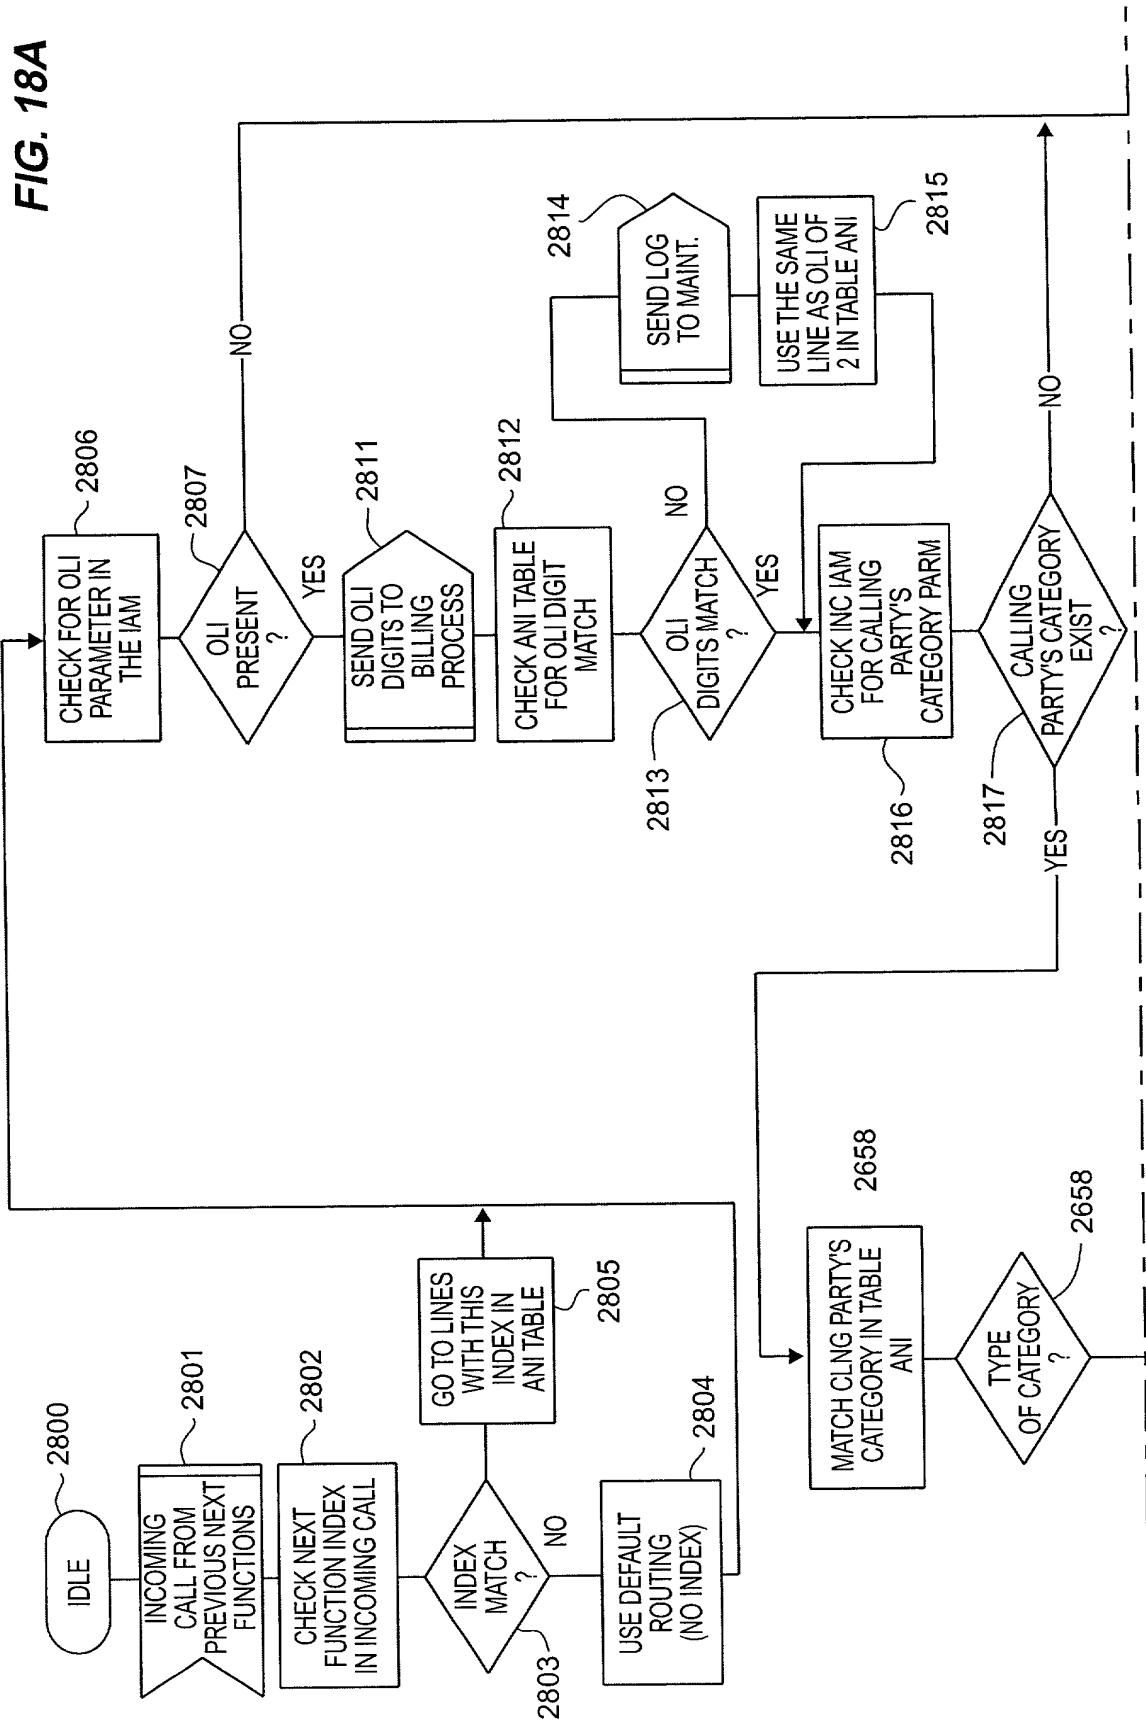 FIG. 18A
IDLE
2800
INCOMING
CALL FROM
PREVIOUS NEXT
FUNCTIONS
2801
CHECK NEXT
FUNCTION INDEX
IN INCOMING CALL
2802
INDEX
MATCH
?
2803
NO
USE DEFAULT
ROUTING
(NO INDEX)
2804
GO TO LINES
WITH THIS
INDEX IN
ANI TABLE
2805
CHECK FOR OLI
PARAMETER IN
THE IAM
2806
OLI
PRESENT
?
2807
NO
YES
SEND OLI
DIGITS TO
BILLING
PROCESS
2811
CHECK ANI TABLE
FOR OLI DIGIT
MATCH
2812
OLI
DIGITS MATCH
?
2813
NO
YES
SEND LOG
TO MAINT.
2814
USE THE SAME
LINE AS OLI OF
2 IN TABLE ANI
2815
CHECK INC IAM
FOR CALLING
PARTY'S
CATEGORY PARM
2816
CALLING
PARTY'S CATEGORY
EXIST
?
2817
NO
YES
MATCH CLNG PARTY'S
CATEGORY IN TABLE
ANI
2658
TYPE
OF CATEGORY
?
2658